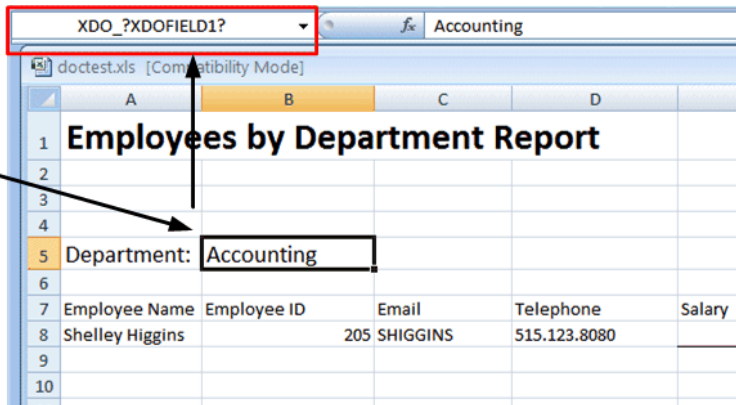 XDO_?XDOFIELD1? fx Accounting
doctest.xls [Compatibility Mode]
A B C D
1 Employees by Department Report
2
3
4
5 Department: Accounting
6
7 Employee Name Employee ID Email Telephone Salary
8 Shelley Higgins 205 SHIGGINS 515.123.8080
9
10